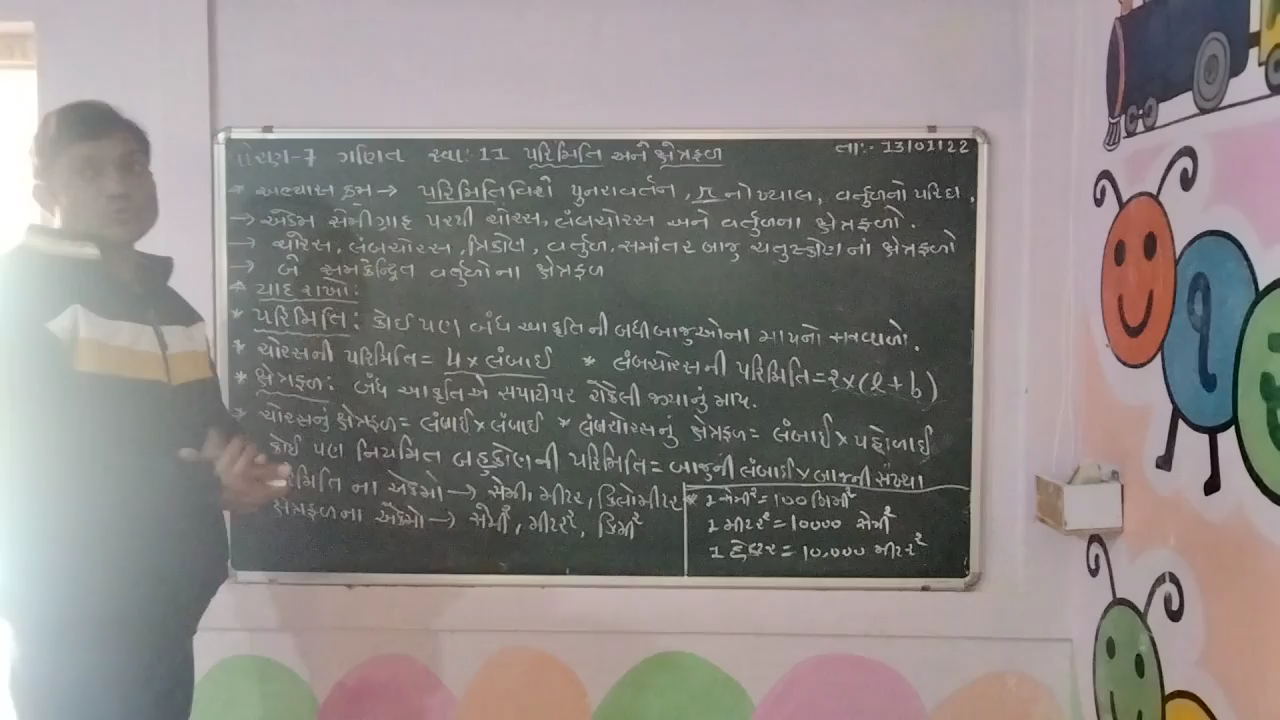 ધોરણ-7 ગણિત સ્વા: 11 પરિમિતિ અને ક્ષેત્રફળ તા:- 13/01/22
* અભ્યાસ ક્રમ → પરિમિતિ વિશે પુનરાવર્તન, π નો ખ્યાલ, વર્તુળનો પરિઘ,
→ એકમ સેમીગ્રાફ પરથી ચોરસ, લંબચોરસ અને વર્તુળના ક્ષેત્રફળો.
→ ચોરસ, લંબચોરસ, ત્રિકોણ, વર્તુળ, સમાંતર બાજુ ચતુષ્કોણનાં ક્ષેત્રફળો
→ બે સમકેન્દ્રિત વર્તુળોના ક્ષેત્રફળ
* યાદ રાખો:
* પરિમિતિ: કોઈ પણ બંધ આકૃતિની બધી બાજુઓના માપનો સરવાળો.
* ચોરસની પરિમિતિ = 4 × લંબાઈ * લંબચોરસની પરિમિતિ = 2 × (l + b)
* ક્ષેત્રફળ: બંધ આકૃતિએ સપાટી પર રોકેલી જગ્યાનું માપ.
* ચોરસનું ક્ષેત્રફળ = લંબાઈ × લંબાઈ * લંબચોરસનું ક્ષેત્રફળ = લંબાઈ × પહોળાઈ
કોઈ પણ નિયમિત બહુકોણની પરિમિતિ = બાજુની લંબાઈ × બાજુની સંખ્યા
પરિમિતિ ના એકમો → સેમી, મીટર, કિલોમીટર
ક્ષેત્રફળના એકમો → સેમી², મીટર², કિમી²
* 1 સેમી² = 100 મિમી²
1 મીટર² = 10000 સેમી²
1 હેક્ટર = 10,000 મીટર²